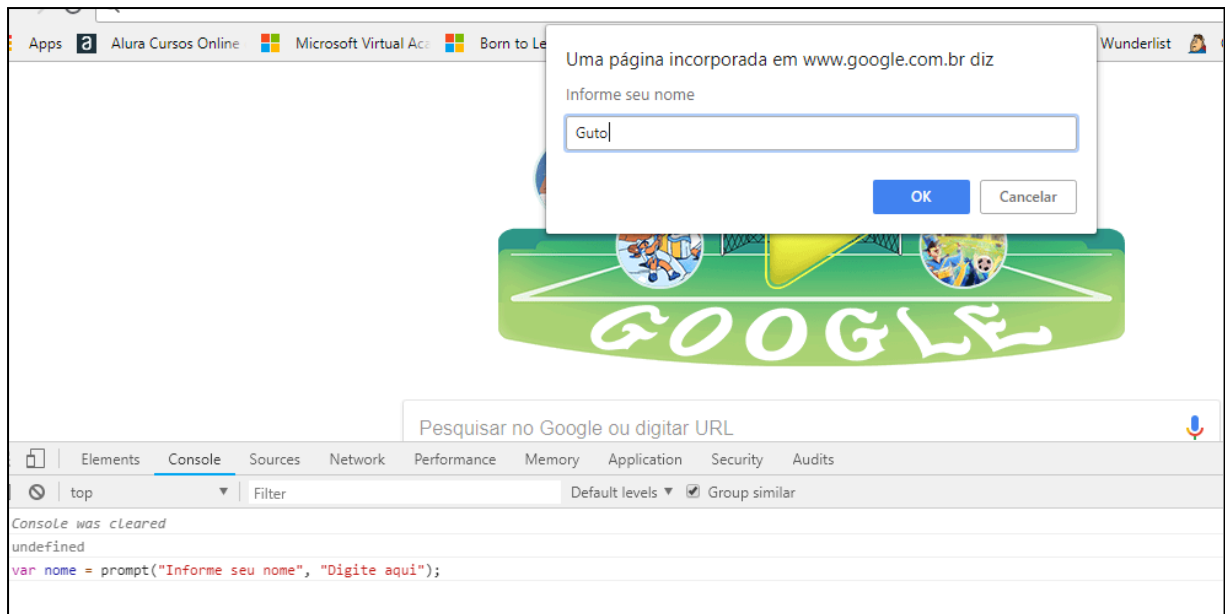 Apps a Alura Cursos Online Microsoft Virtual Aca Born to Le Wunderlist
Uma página incorporada em www.google.com.br diz
Informe seu nome
Guto
OK Cancelar
GOOGLE
Pesquisar no Google ou digitar URL
Elements Console Sources Network Performance Memory Application Security Audits
top Filter Default levels Group similar
Console was cleared
undefined
var nome = prompt("Informe seu nome", "Digite aqui");